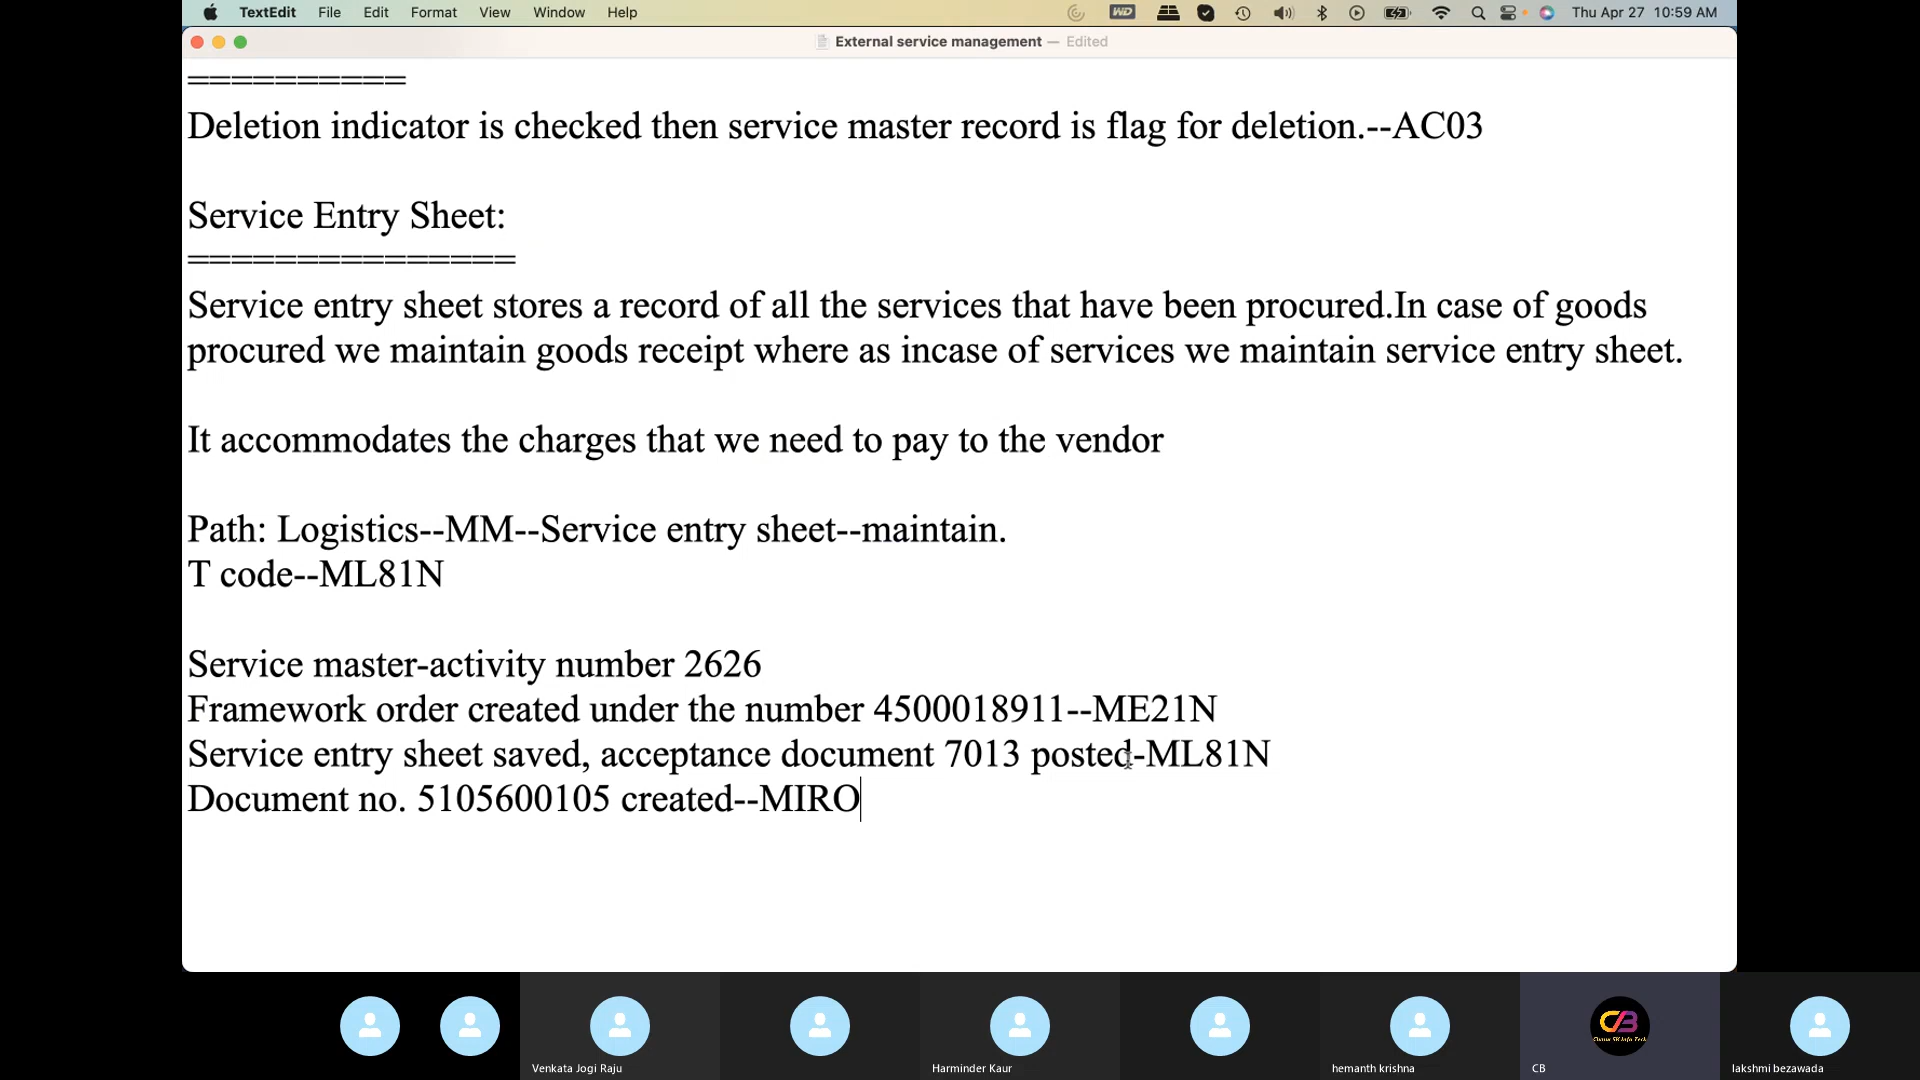 TextEdit File Edit Format View Window Help
WD
Thu Apr 27 10:59 AM
External service management — Edited
==========
Deletion indicator is checked then service master record is flag for deletion.--AC03
Service Entry Sheet:
===============
Service entry sheet stores a record of all the services that have been procured.In case of goods
procured we maintain goods receipt where as incase of services we maintain service entry sheet.
It accommodates the charges that we need to pay to the vendor
Path: Logistics--MM--Service entry sheet--maintain.
T code--ML81N
Service master-activity number 2626
Framework order created under the number 4500018911--ME21N
Service entry sheet saved, acceptance document 7013 posted-ML81N
Document no. 5105600105 created--MIRO
CB
Venkata Jogi Raju
Harminder Kaur
hemanth krishna
CB
lakshmi bezawada